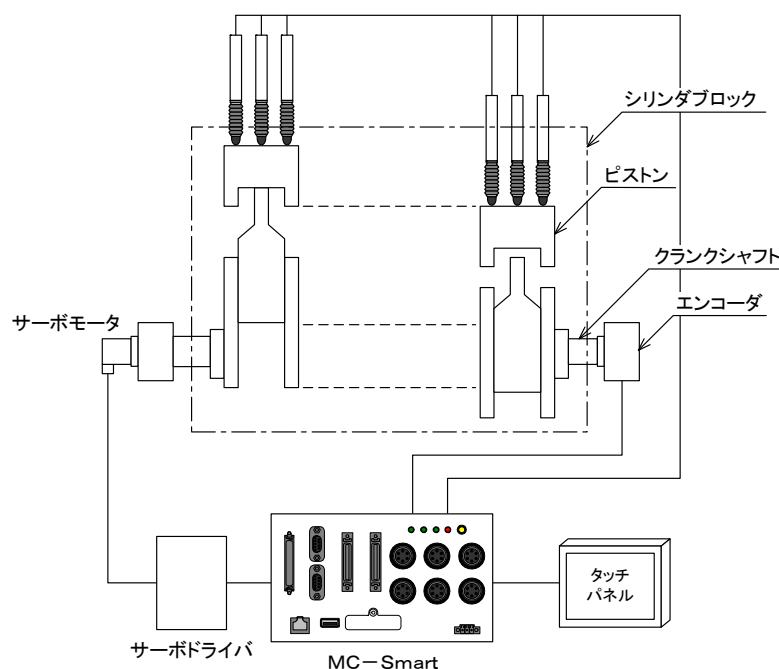 シリンダブロック
ピストン
クランクシャフト
エンコーダ
サーボモータ
タッチ
パネル
サーボドライバ
MC－Smart